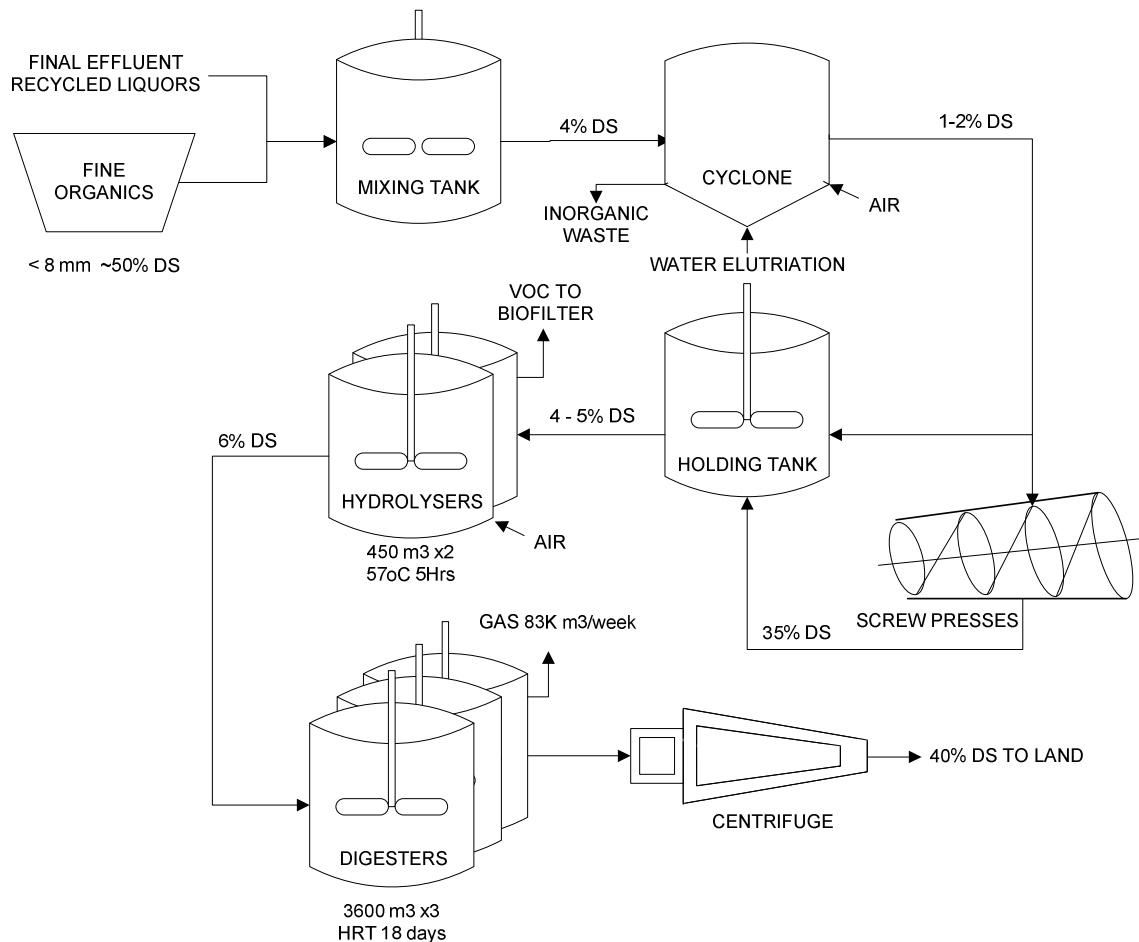 FINAL EFFLUENT
RECYCLED LIQUORS
FINE
ORGANICS
< 8 mm ~50% DS
MIXING TANK
4% DS
CYCLONE
1-2% DS
INORGANIC
WASTE
AIR
WATER ELUTRIATION
VOC TO
BIOFILTER
HOLDING TANK
4 - 5% DS
6% DS
HYDROLYSERS
AIR
450 m3 x2
57oC 5Hrs
SCREW PRESSES
35% DS
GAS 83K m3/week
DIGESTERS
3600 m3 x3
HRT 18 days
CENTRIFUGE
40% DS TO LAND